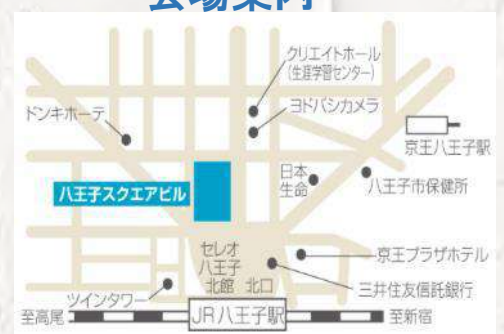 会場案内
クリエイトホール
(生涯学習センター)
ドンキホーテ
ヨドバシカメラ
京王八王子駅
日本
生命
八王子市保健所
八王子スクエアビル
セレオ
八王子
北館 北口
京王プラザホテル
三井住友信託銀行
ツインタワー
至高尾
JR八王子駅
至新宿